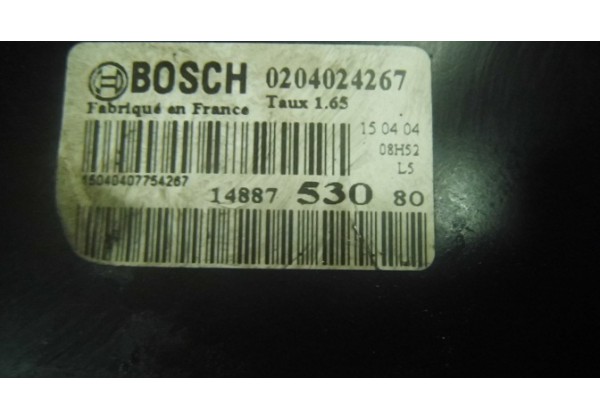 BOSCH 0204024267
Fabriqué en France Taux 1.65
15 04 04
08H52
L5
15040407754267
14887 530 80